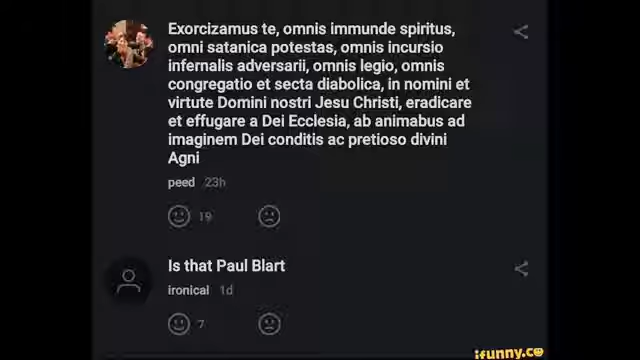 Exorcizamus te, omnis immunde spiritus,
omni satanica potestas, omnis incursio
infernalis adversarii, omnis legio, omnis
congregatio et secta diabolica, in nomini et
virtute Domini nostri Jesu Christi, eradicare
et effugare a Dei Ecclesia, ab animabus ad
imaginem Dei conditis ac pretioso divini
Agni
peed 23h
19
Is that Paul Blart
ironical 1d
7
ifunny.co